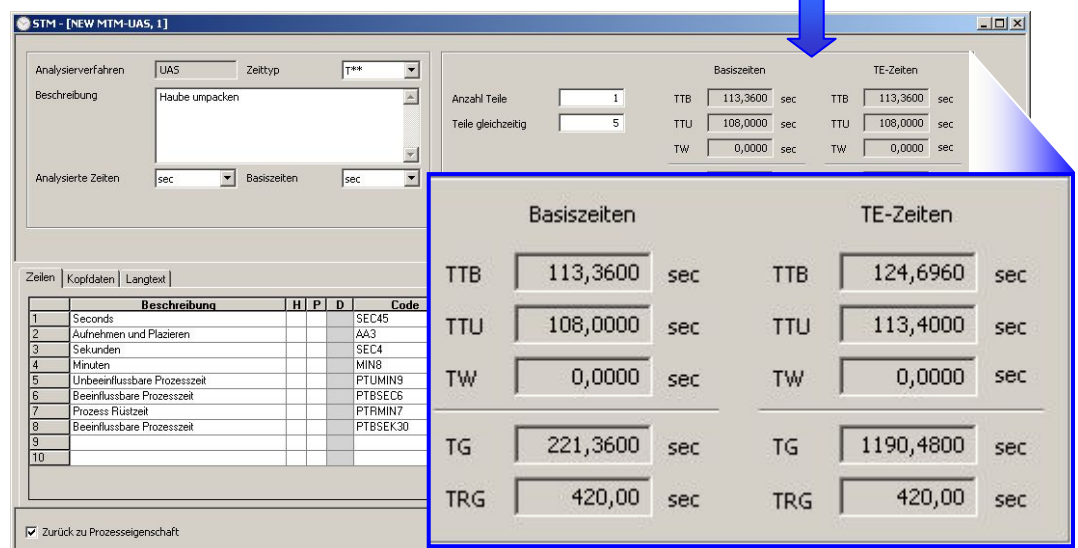 STM - [NEW MTM-UAS, 1]
Analysierverfahren UAS Zeittyp T**
Beschreibung Haube umpacken
Analysierte Zeiten sec Basiszeiten sec
Basiszeiten TE-Zeiten
Anzahl Teile 1 TTB 113,3600 sec TTB 113,3600 sec
Teile gleichzeitig 5 TTU 108,0000 sec TTU 108,0000 sec
TW 0,0000 sec TW 0,0000 sec
Zeilen Kopfdaten Langtext
Beschreibung H P D Code
1 Seconds SEC45
2 Aufnehmen und Plazieren AA3
3 Sekunden SEC4
4 Minuten MIN8
5 Unbeeinflussbare Prozesszeit PTUMIN9
6 Beeinflussbare Prozesszeit PTBSEC6
7 Prozess Rüstzeit PTRMIN7
8 Beeinflussbare Prozesszeit PTBSEK30
9
10
Zurück zu Prozesseigenschaft
Basiszeiten TE-Zeiten
TTB 113,3600 sec TTB 124,6960 sec
TTU 108,0000 sec TTU 113,4000 sec
TW 0,0000 sec TW 0,0000 sec
TG 221,3600 sec TG 1190,4800 sec
TRG 420,00 sec TRG 420,00 sec